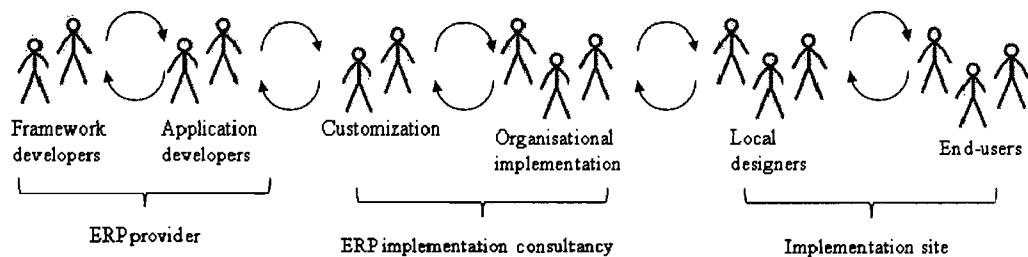 Framework
developers
Application
developers
Customization
Organisational
implementation
Local
designers
End-users
ERP provider
ERP implementation consultancy
Implementation site